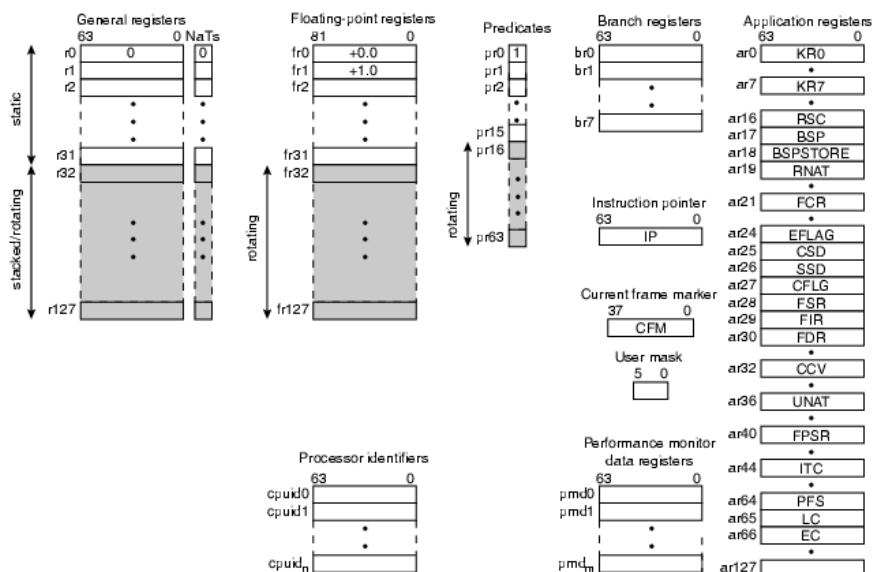 General registers
63 0 NaTs
r0 0 0
r1
r2
r31
r32
r127
static
stacked/rotating
Floating-point registers
81 0
fr0 +0.0
fr1 +1.0
fr2
fr31
fr32
fr127
rotating
Predicates
pr0 1
pr1
pr2
pr15
pr16
pr63
rotating
Branch registers
63 0
br0
br1
br7
Instruction pointer
63 0
IP
Current frame marker
37 0
CFM
User mask
5 0
Processor identifiers
63 0
cpuid0
cpuid1
cpuidn
Performance monitor
data registers
63 0
pmd0
pmd1
pmdm
Application registers
63 0
ar0 KR0
ar7 KR7
ar16 RSC
ar17 BSP
ar18 BSPSTORE
ar19 RNAT
ar21 FCR
ar24 EFLAG
ar25 CSD
ar26 SSD
ar27 CFLG
ar28 FSR
ar29 FIR
ar30 FDR
ar32 CCV
ar36 UNAT
ar40 FPSR
ar44 ITC
ar64 PFS
ar65 LC
ar66 EC
ar127